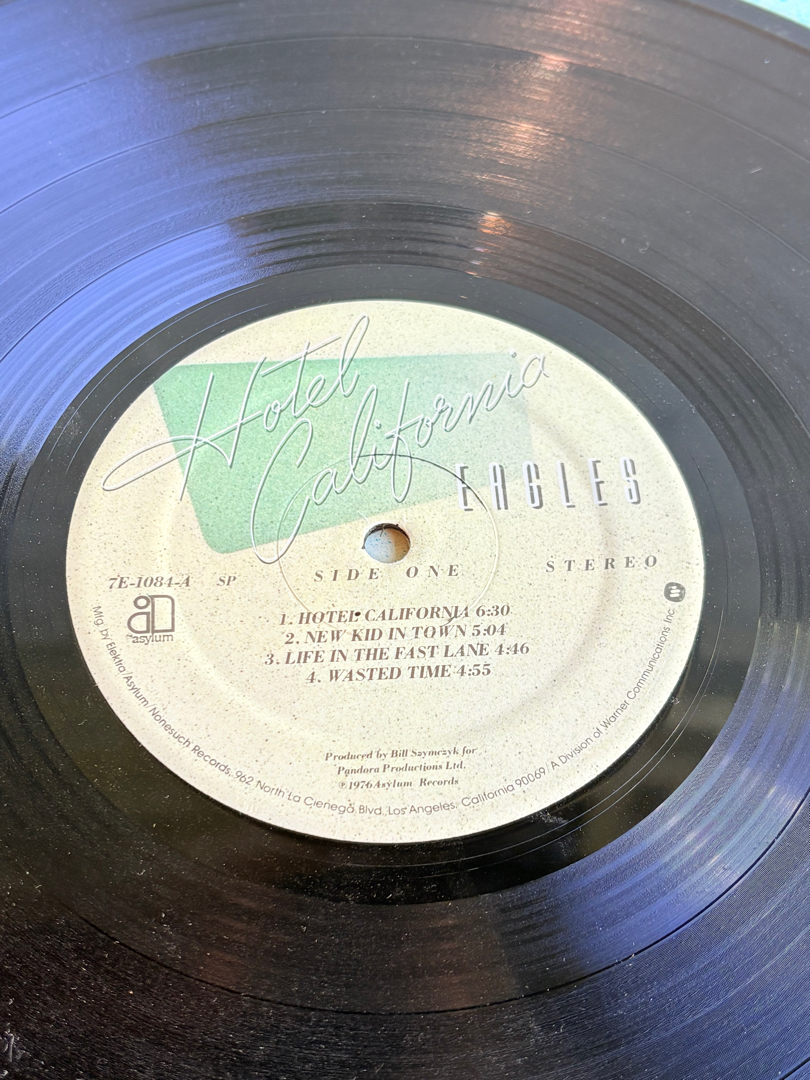 Hotel
California
EAGLES
7E-1084-A SP
SIDE ONE
STEREO
asylum
1. HOTEL CALIFORNIA 6:30
2. NEW KID IN TOWN 5:04
3. LIFE IN THE FAST LANE 4:46
4. WASTED TIME 4:55
Produced by Bill Szymczyk for
Pandora Productions Ltd.
℗ 1976 Asylum Records
Mfg by Elektra/Asylum/Nonesuch Records, 962 North La Cienega Blvd, Los Angeles, California 90069/A Division of Warner Communications Inc